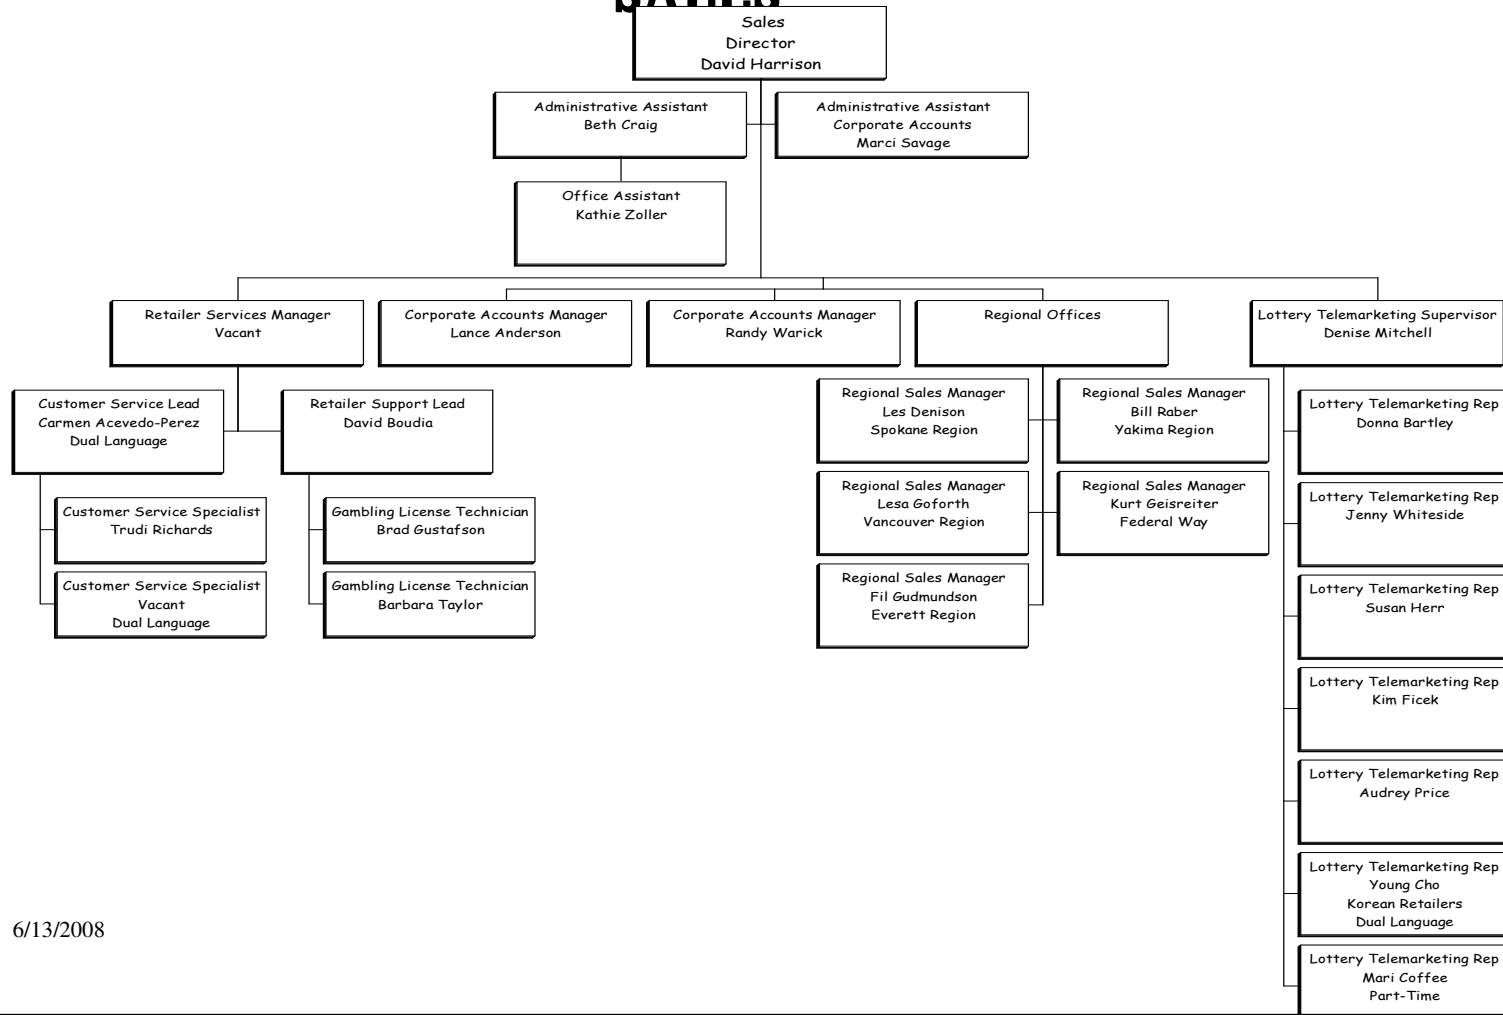 Sales
Director
David Harrison
Administrative Assistant
Beth Craig
Administrative Assistant
Corporate Accounts
Marci Savage
Office Assistant
Kathie Zoller
Retailer Services Manager
Vacant
Corporate Accounts Manager
Lance Anderson
Corporate Accounts Manager
Randy Warick
Regional Offices
Lottery Telemarketing Supervisor
Denise Mitchell
Customer Service Lead
Carmen Acevedo-Perez
Dual Language
Customer Service Specialist
Trudi Richards
Customer Service Specialist
Vacant
Dual Language
Retailer Support Lead
David Boudia
Gambling License Technician
Brad Gustafson
Gambling License Technician
Barbara Taylor
Regional Sales Manager
Les Denison
Spokane Region
Regional Sales Manager
Bill Raber
Yakima Region
Regional Sales Manager
Lesa Goforth
Vancouver Region
Regional Sales Manager
Kurt Geisreiter
Federal Way
Regional Sales Manager
Fil Gudmundson
Everett Region
Lottery Telemarketing Rep
Donna Bartley
Lottery Telemarketing Rep
Jenny Whiteside
Lottery Telemarketing Rep
Susan Herr
Lottery Telemarketing Rep
Kim Ficek
Lottery Telemarketing Rep
Audrey Price
Lottery Telemarketing Rep
Young Cho
Korean Retailers
Dual Language
Lottery Telemarketing Rep
Mari Coffee
Part-Time
6/13/2008